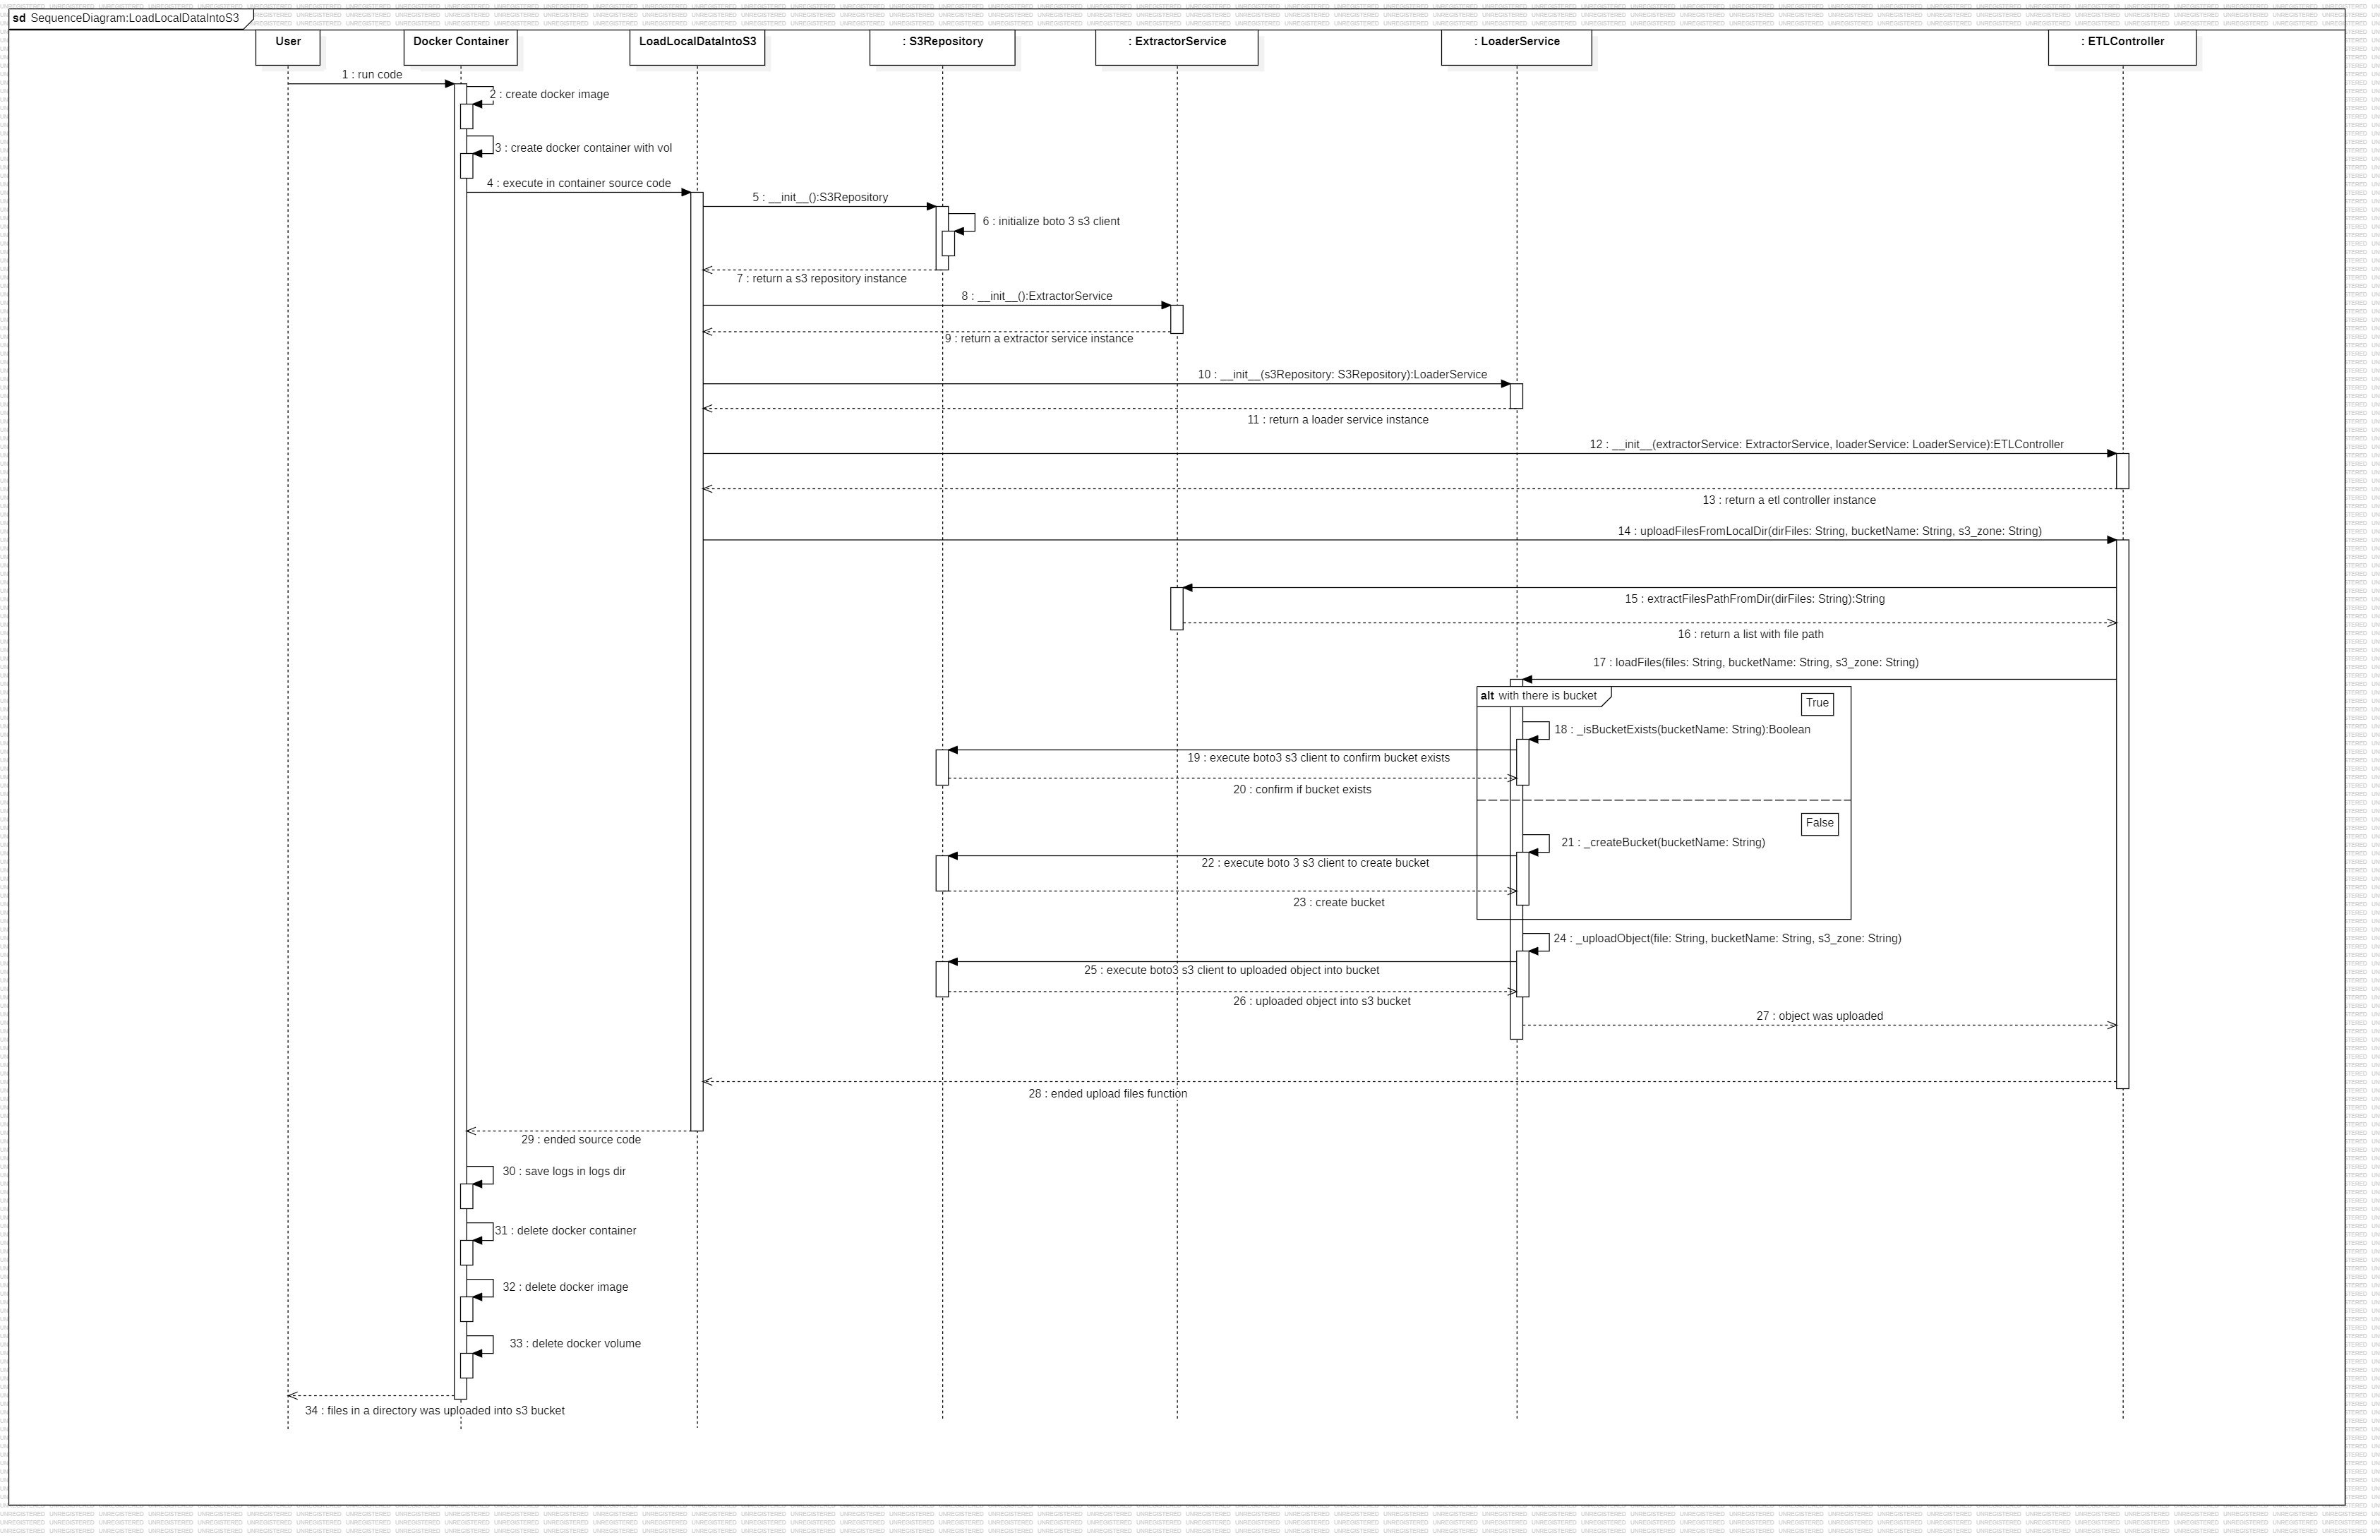 sd SequenceDiagram:LoadLocalDataIntoS3
User
Docker Container
LoadLocalDataIntoS3
: S3Repository
: ExtractorService
: LoaderService
: ETLController
1 : run code
2 : create docker image
3 : create docker container with vol
4 : execute in container source code
5 : __init__():S3Repository
6 : initialize boto 3 s3 client
7 : return a s3 repository instance
8 : __init__():ExtractorService
9 : return a extractor service instance
10 : __init__(s3Repository: S3Repository):LoaderService
11 : return a loader service instance
12 : __init__(extractorService: ExtractorService, loaderService: LoaderService):ETLController
13 : return a etl controller instance
14 : uploadFilesFromLocalDir(dirFiles: String, bucketName: String, s3_zone: String)
15 : extractFilesPathFromDir(dirFiles: String):String
16 : return a list with file path
17 : loadFiles(files: String, bucketName: String, s3_zone: String)
alt with there is bucket
True
18 : _isBucketExists(bucketName: String):Boolean
19 : execute boto3 s3 client to confirm bucket exists
20 : confirm if bucket exists
False
21 : _createBucket(bucketName: String)
22 : execute boto 3 s3 client to create bucket
23 : create bucket
24 : _uploadObject(file: String, bucketName: String, s3_zone: String)
25 : execute boto3 s3 client to uploaded object into bucket
26 : uploaded object into s3 bucket
27 : object was uploaded
28 : ended upload files function
29 : ended source code
30 : save logs in logs dir
31 : delete docker container
32 : delete docker image
33 : delete docker volume
34 : files in a directory was uploaded into s3 bucket